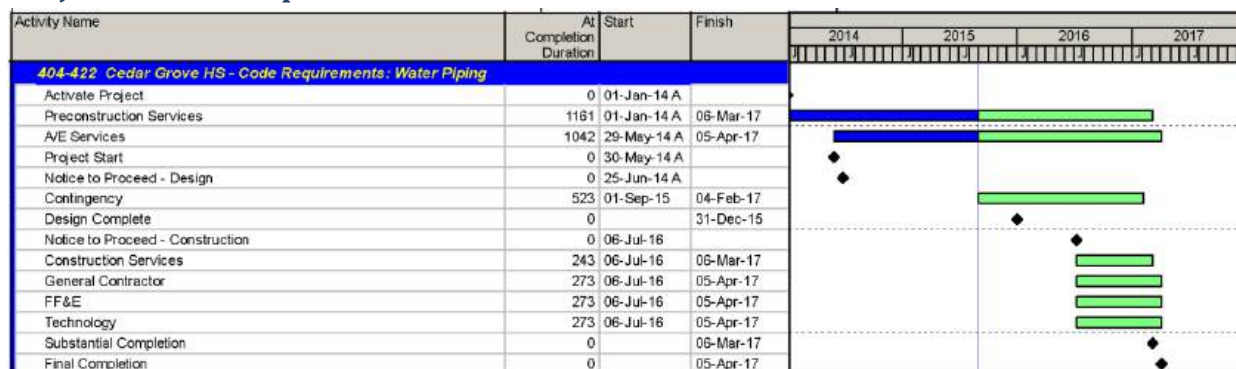 Activity Name At Completion Duration Start Finish
2014 2015 2016 2017
J J J J J J J
404-422 Cedar Grove HS - Code Requirements: Water Piping
Activate Project 0 01-Jan-14 A
Preconstruction Services 1161 01-Jan-14 A 06-Mar-17
A/E Services 1042 29-May-14 A 05-Apr-17
Project Start 0 30-May-14 A
Notice to Proceed - Design 0 25-Jun-14 A
Contingency 523 01-Sep-15 04-Feb-17
Design Complete 0 31-Dec-15
Notice to Proceed - Construction 0 06-Jul-16
Construction Services 243 06-Jul-16 06-Mar-17
General Contractor 273 06-Jul-16 05-Apr-17
FF&E 273 06-Jul-16 05-Apr-17
Technology 273 06-Jul-16 05-Apr-17
Substantial Completion 0 06-Mar-17
Final Completion 0 05-Apr-17